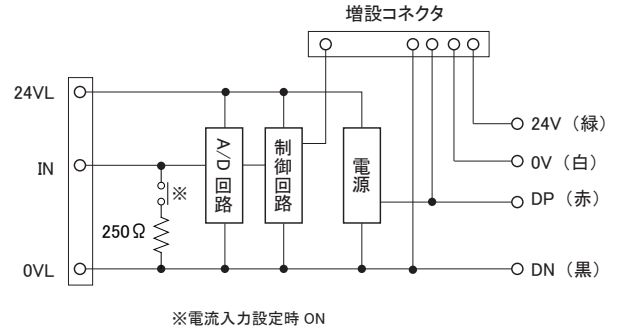 増設コネクタ
24VL
IN
0VL
250Ω
※
A/D回路
制御回路
電源
24V（緑）
0V（白）
DP（赤）
DN（黒）
※電流入力設定時 ON